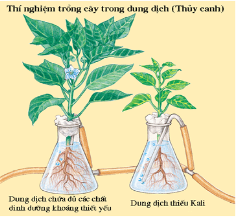 Thí nghiệm trồng cây trong dung dịch (Thủy canh)
Dung dịch chứa đủ các chất
dinh dưỡng khoáng thiết yếu
Dung dịch thiếu Kali